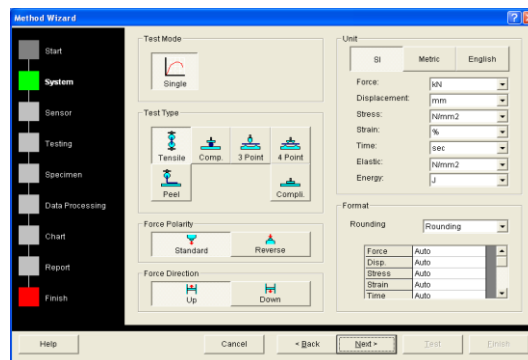 Method Wizard
Start
System
Sensor
Testing
Specimen
Data Processing
Chart
Report
Finish
Test Mode
Single
Test Type
Tensile Comp. 3 Point 4 Point
Peel Compli.
Force Polarity
Standard Reverse
Force Direction
Up Down
Unit
SI Metric English
Force: kN
Displacement: mm
Stress: N/mm2
Strain: %
Time: sec
Elastic: N/mm2
Energy: J
Format
Rounding Rounding
Force Auto
Disp. Auto
Stress Auto
Strain Auto
Time Auto
Help Cancel < Back Next > Test Finish